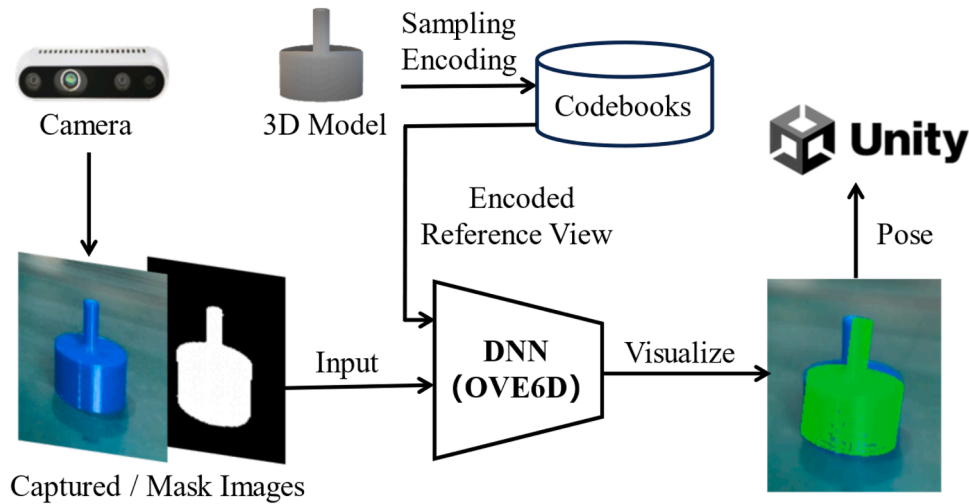 Sampling
Encoding
Camera
3D Model
Codebooks
Unity
Encoded
Reference View
Pose
Input
DNN
(OVE6D)
Visualize
Captured / Mask Images